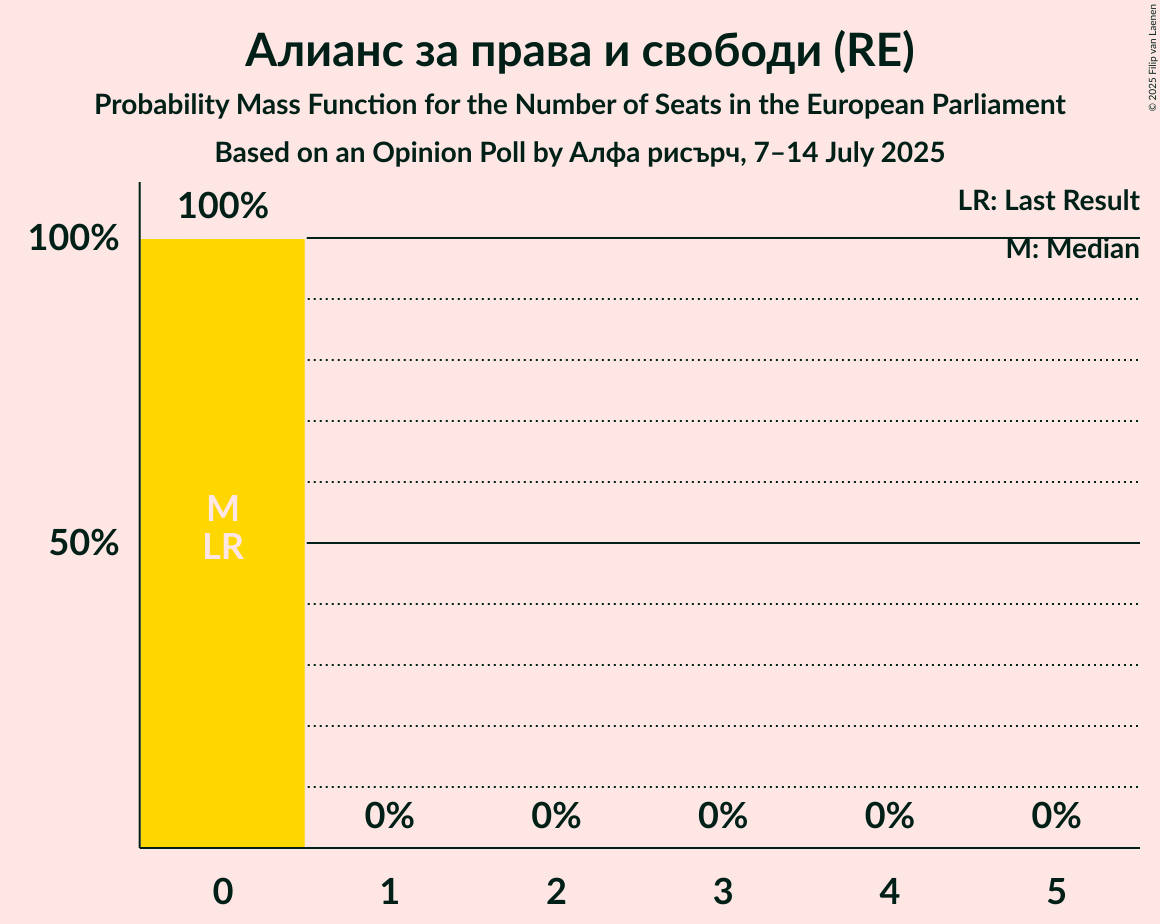 Алианс за права и свободи (RE)
Probability Mass Function for the Number of Seats in the European Parliament
Based on an Opinion Poll by Алфа рисърч, 7–14 July 2025
© 2025 Filip van Laenen
LR: Last Result
M: Median
100%
100%
50%
M
LR
0% 0% 0% 0% 0%
0 1 2 3 4 5